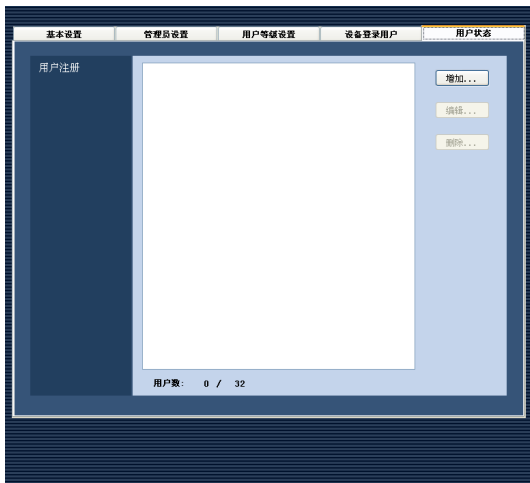 基本设置 管理员设置 用户等级设置 设备登录用户 用户状态
用户注册
增加...
编辑...
删除...
用户数: 0 / 32